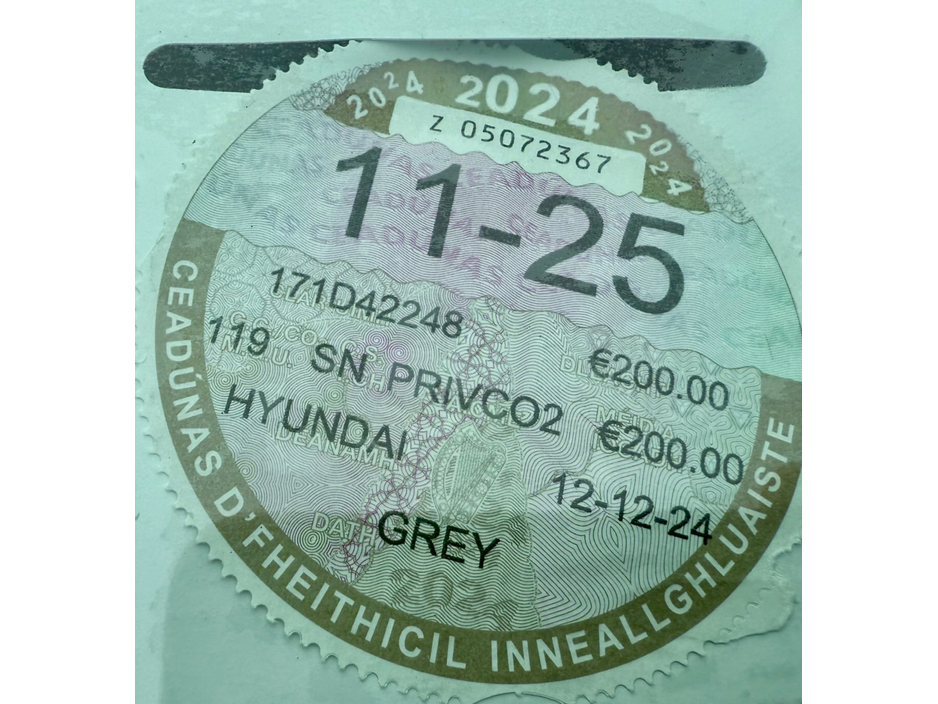 2024 2024 2024
Z 05072367
11-25
171D42248 €200.00
119 SN PRIVCO2 €200.00
HYUNDAI 12-12-24
DATH GREY
CEADÚNAS D'FHEITHICIL INNEALLGHLUAISTE